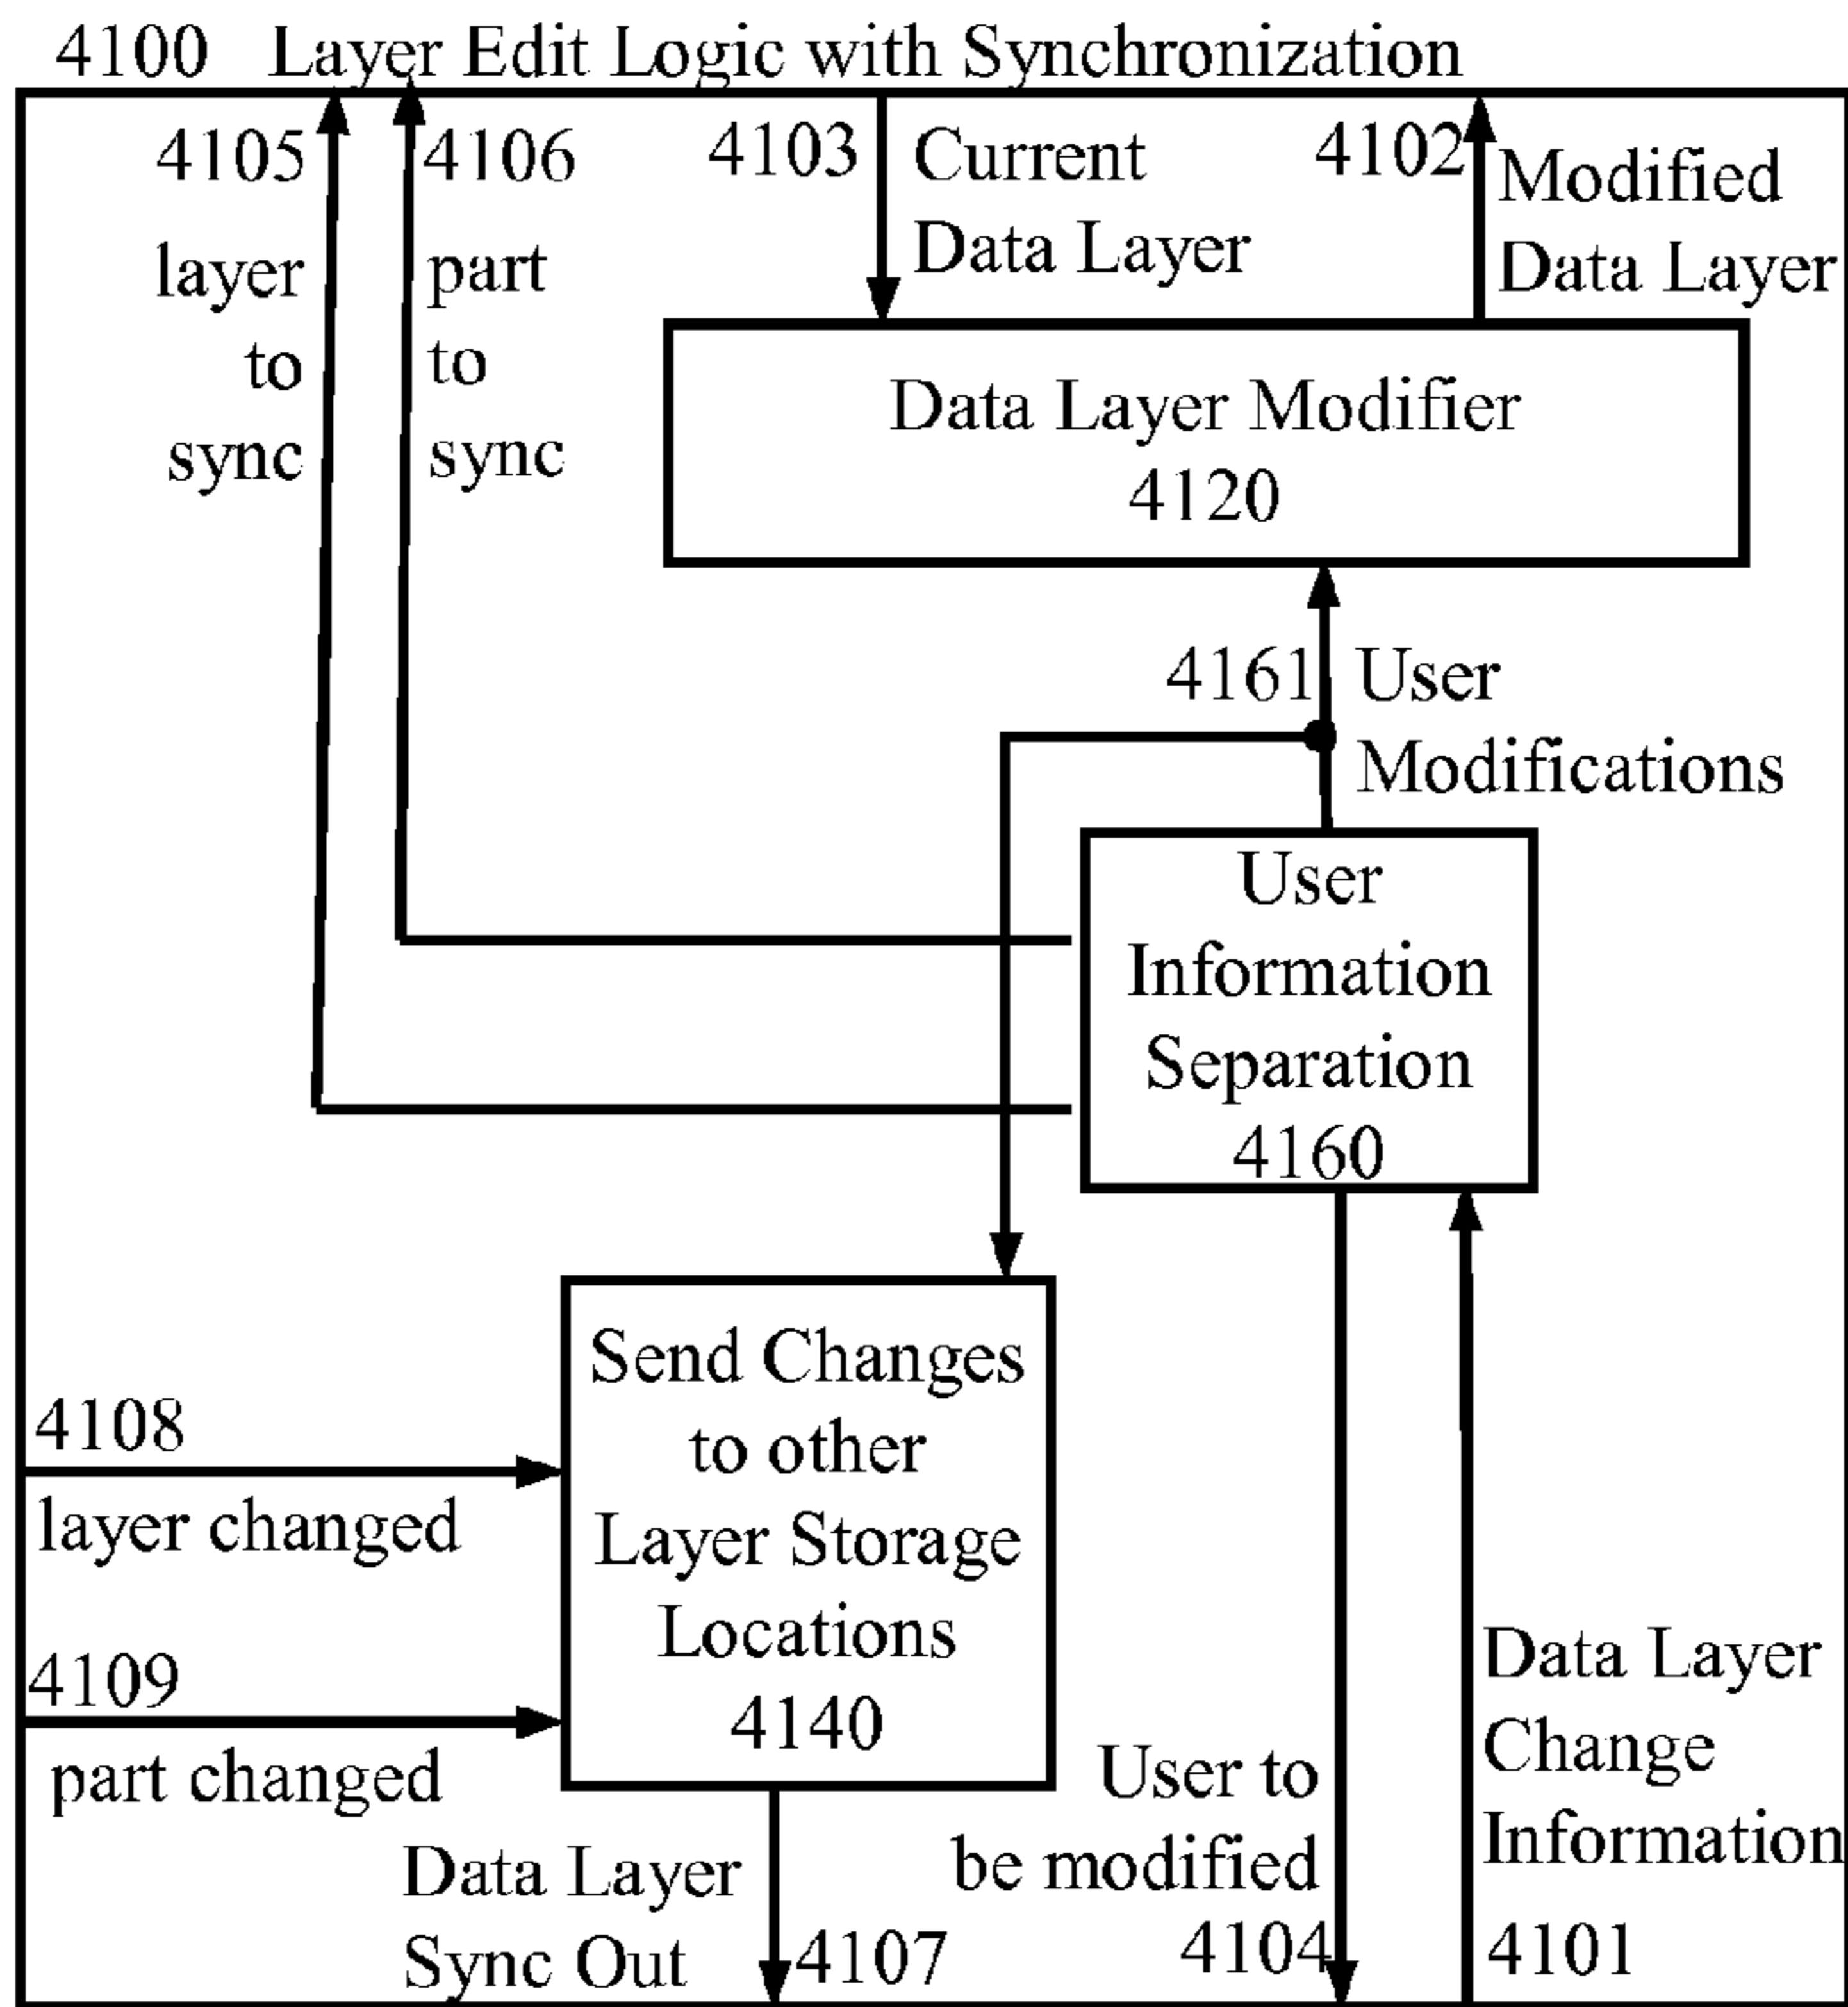 4100 Layer Edit Logic with Synchronization
4105
layer
to
sync
4106
part
to
sync
4103
Current
Data Layer
4102
Modified
Data Layer
Data Layer Modifier
4120
4161
User
Modifications
User
Information
Separation
4160
Send Changes
to other
Layer Storage
Locations
4140
4108
layer changed
4109
part changed
Data Layer
Sync Out
4107
User to
be modified
4104
Data Layer
Change
Information
4101